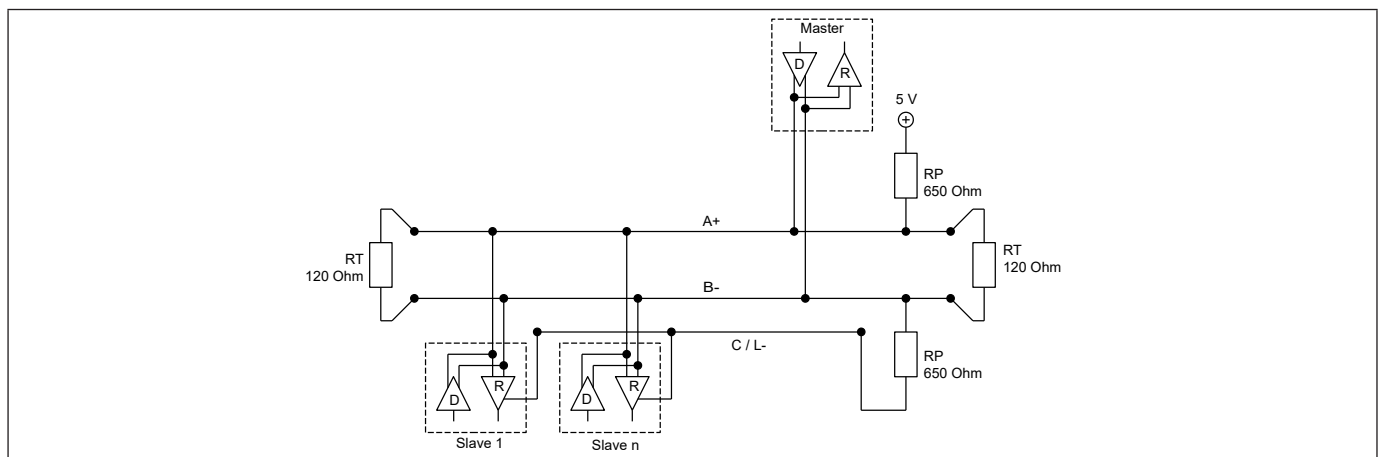 Master
D
R
5 V
RP
650 Ohm
A+
RT
120 Ohm
RT
120 Ohm
B-
C / L-
RP
650 Ohm
D
R
D
R
Slave 1
Slave n